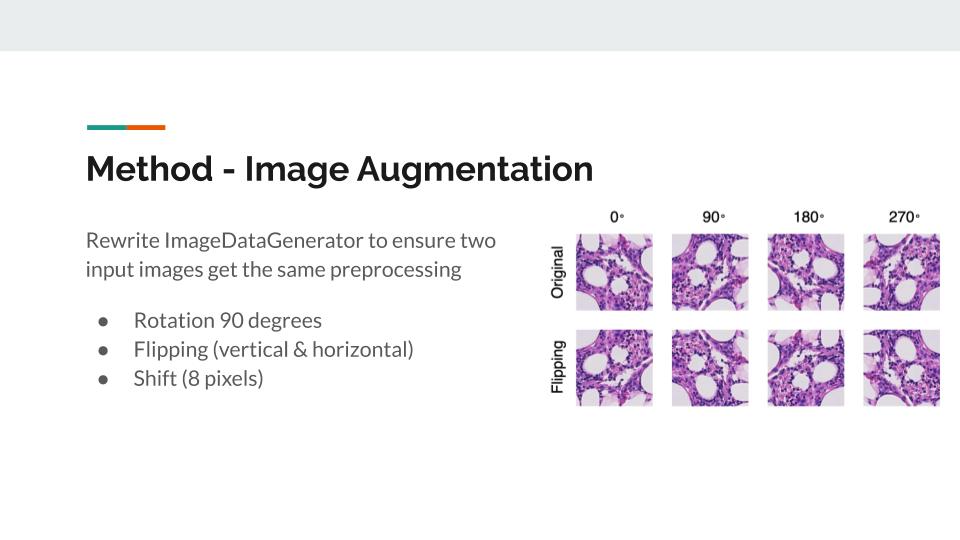 Method - Image Augmentation
Rewrite ImageDataGenerator to ensure two
input images get the same preprocessing
● Rotation 90 degrees
● Flipping (vertical & horizontal)
● Shift (8 pixels)
0° 90° 180° 270°
Original
Flipping